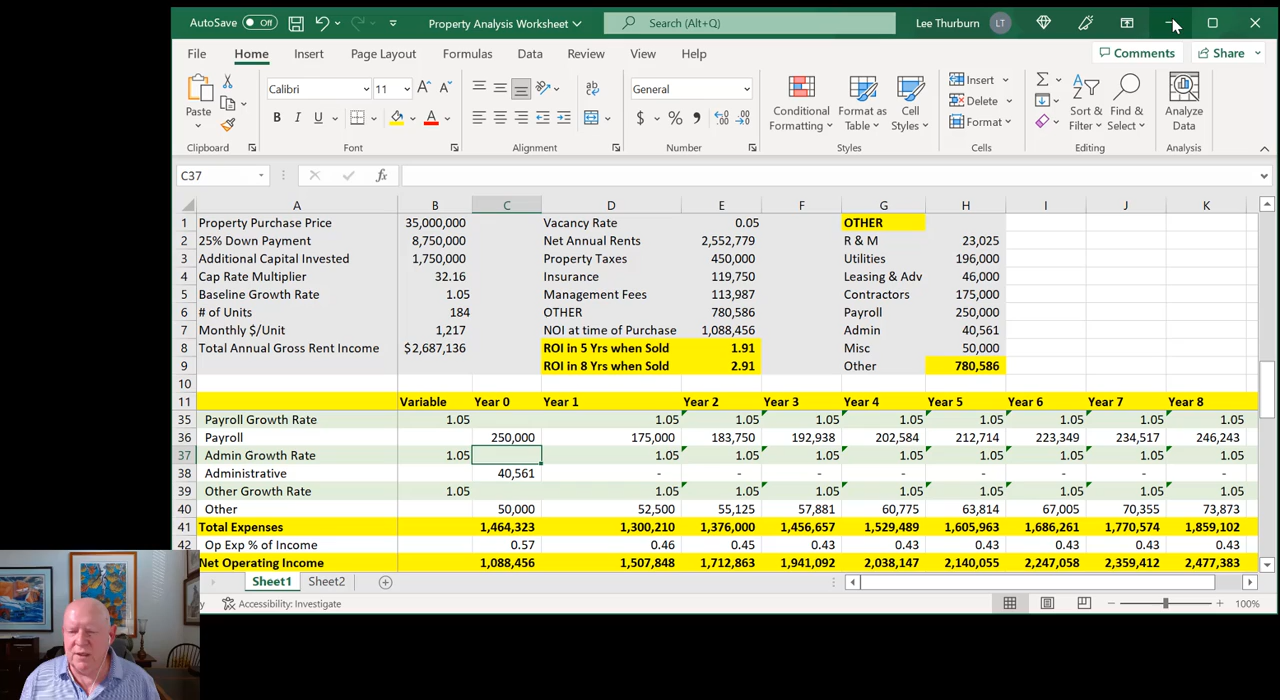 AutoSave Off Property Analysis Worksheet Search (Alt+Q) Lee Thurburn LT
File Home Insert Page Layout Formulas Data Review View Help Comments Share
Paste Calibri 11 A A ab General Conditional Formatting Format as Table Cell Styles Insert Delete Format Sort & Filter Find & Select Analyze Data
B I U A $ % 9
Clipboard Font Alignment Number Styles Cells Editing Analysis
C37 fx
A B C D E F G H I J K
1 Property Purchase Price 35,000,000 Vacancy Rate 0.05 OTHER
2 25% Down Payment 8,750,000 Net Annual Rents 2,552,779 R & M 23,025
3 Additional Capital Invested 1,750,000 Property Taxes 450,000 Utilities 196,000
4 Cap Rate Multiplier 32.16 Insurance 119,750 Leasing & Adv 46,000
5 Baseline Growth Rate 1.05 Management Fees 113,987 Contractors 175,000
6 # of Units 184 OTHER 780,586 Payroll 250,000
7 Monthly $/Unit 1,217 NOI at time of Purchase 1,088,456 Admin 40,561
8 Total Annual Gross Rent Income $2,687,136 ROI in 5 Yrs when Sold 1.91 Misc 50,000
9 ROI in 8 Yrs when Sold 2.91 Other 780,586
10
11 Variable Year 0 Year 1 Year 2 Year 3 Year 4 Year 5 Year 6 Year 7 Year 8
35 Payroll Growth Rate 1.05 1.05 1.05 1.05 1.05 1.05 1.05 1.05 1.05
36 Payroll 250,000 175,000 183,750 192,938 202,584 212,714 223,349 234,517 246,243
37 Admin Growth Rate 1.05 1.05 1.05 1.05 1.05 1.05 1.05 1.05 1.05
38 Administrative 40,561 - - - - - - - -
39 Other Growth Rate 1.05 1.05 1.05 1.05 1.05 1.05 1.05 1.05 1.05
40 Other 50,000 52,500 55,125 57,881 60,775 63,814 67,005 70,355 73,873
41 Total Expenses 1,464,323 1,300,210 1,376,000 1,456,657 1,529,489 1,605,963 1,686,261 1,770,574 1,859,102
42 Op Exp % of Income 0.57 0.46 0.45 0.43 0.43 0.43 0.43 0.43 0.43
Net Operating Income 1,088,456 1,507,848 1,712,863 1,941,092 2,038,147 2,140,055 2,247,058 2,359,412 2,477,383
Sheet1 Sheet2
Accessibility: Investigate 100%